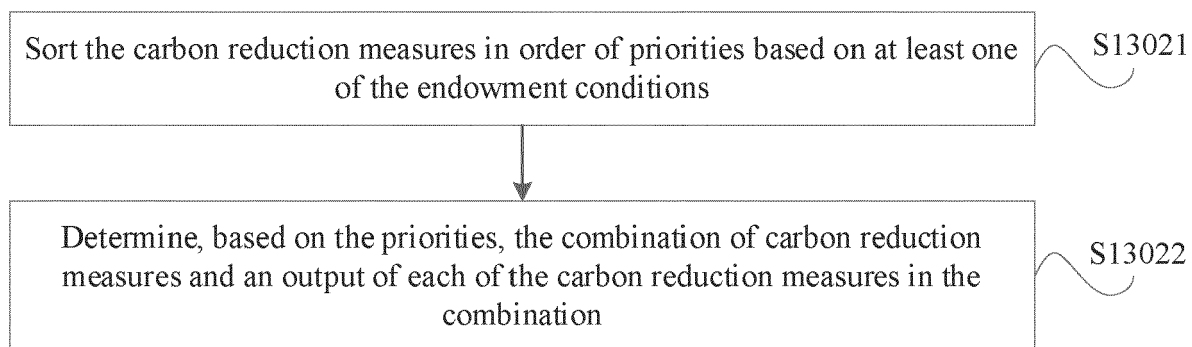 Sort the carbon reduction measures in order of priorities based on at least one
of the endowment conditions
S13021
Determine, based on the priorities, the combination of carbon reduction
measures and an output of each of the carbon reduction measures in the
combination
S13022